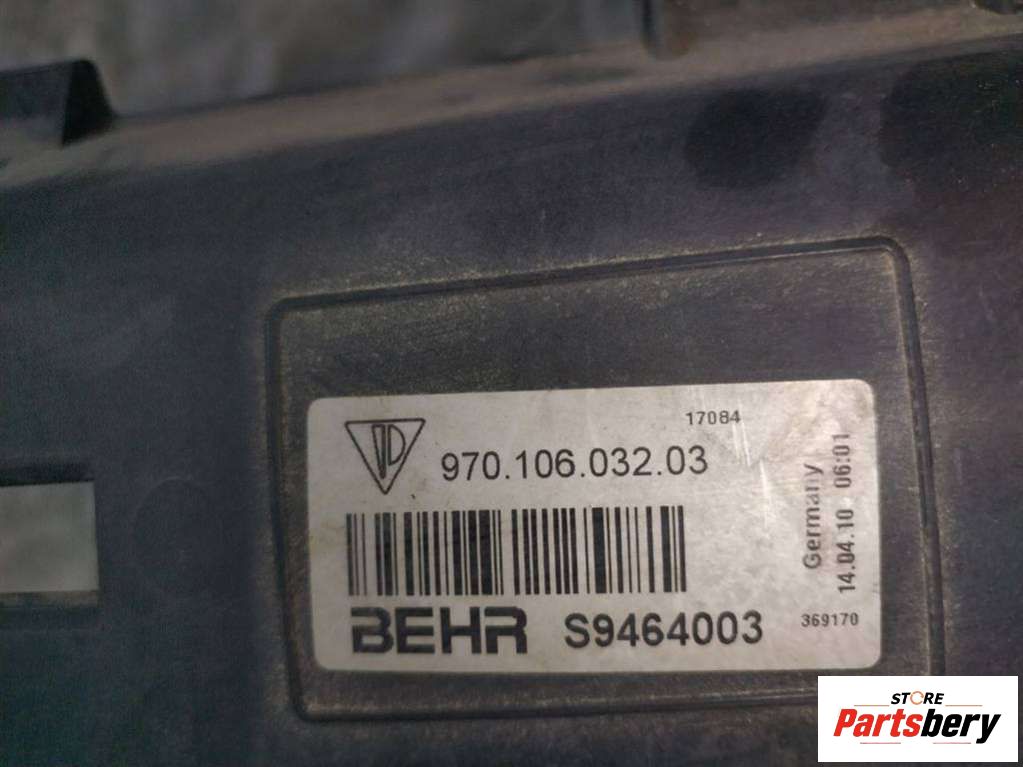 17084
970.106.032.03
BEHR S9464003
Germany
14.04.10 06:01
369170
STORE
Partsbery